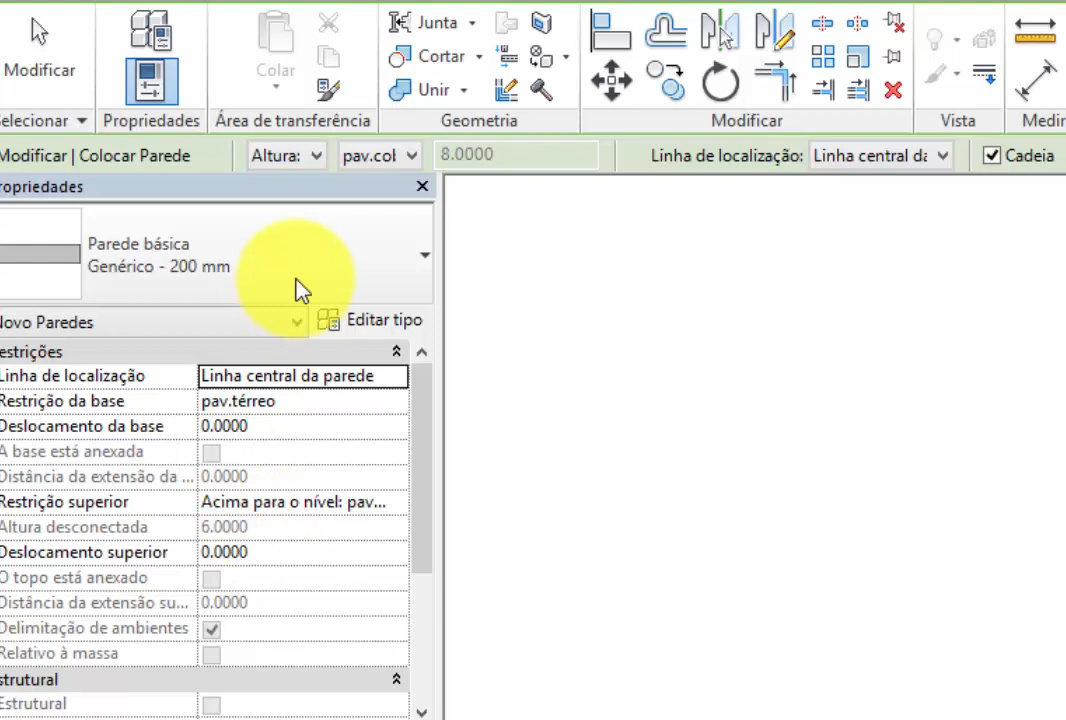 Modificar
Selecionar
Propriedades
Colar
Área de transferência
Junta
Cortar
Unir
Geometria
Modificar
Vista
Medir
Modificar | Colocar Parede
Altura:
pav.col
8.0000
Linha de localização:
Linha central da
Cadeia
ropriedades
Parede básica
Genérico - 200 mm
Novo Paredes
Editar tipo
estrições
Linha de localização
Linha central da parede
Restrição da base
pav.térreo
Deslocamento da base
0.0000
A base está anexada
Distância da extensão da ...
0.0000
Restrição superior
Acima para o nível: pav...
Altura desconectada
6.0000
Deslocamento superior
0.0000
O topo está anexado
Distância da extensão su...
0.0000
Delimitação de ambientes
Relativo à massa
strutural
Estrutural